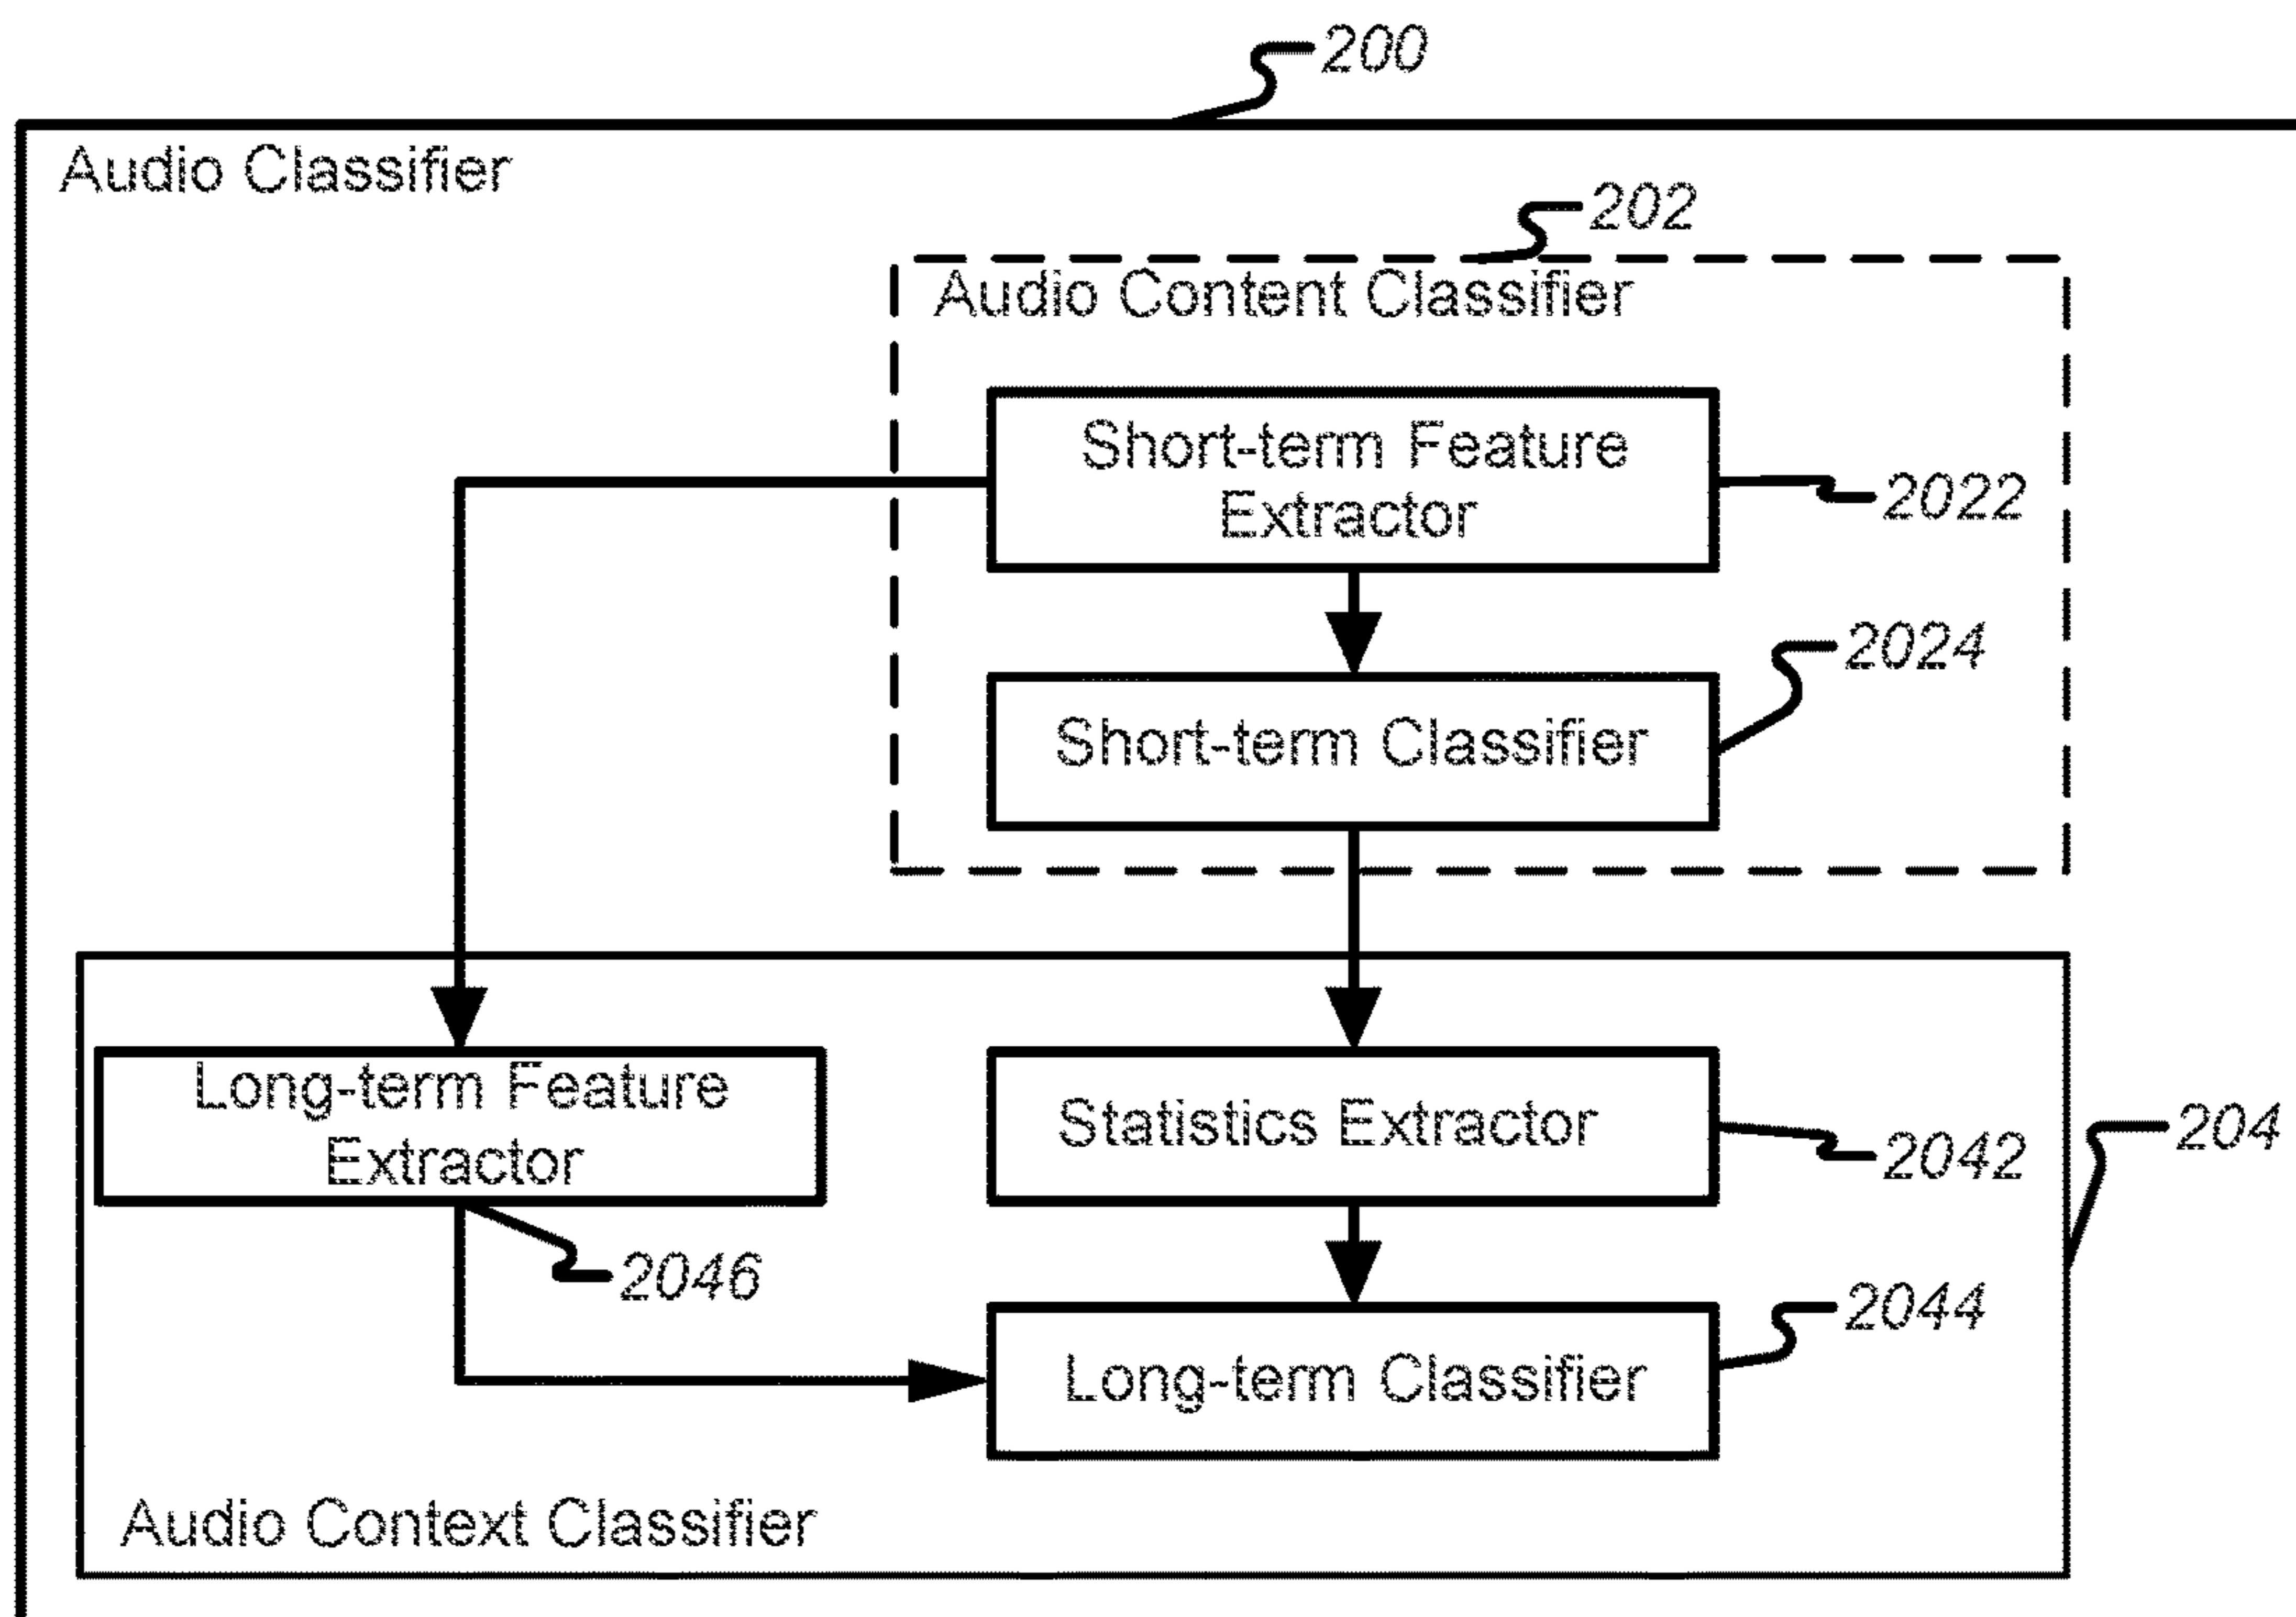 200
Audio Classifier
202
Audio Content Classifier
Short-term Feature
Extractor
2022
2024
Short-term Classifier
Long-term Feature
Extractor
Statistics Extractor
204
2042
2046
2044
Long-term Classifier
Audio Context Classifier